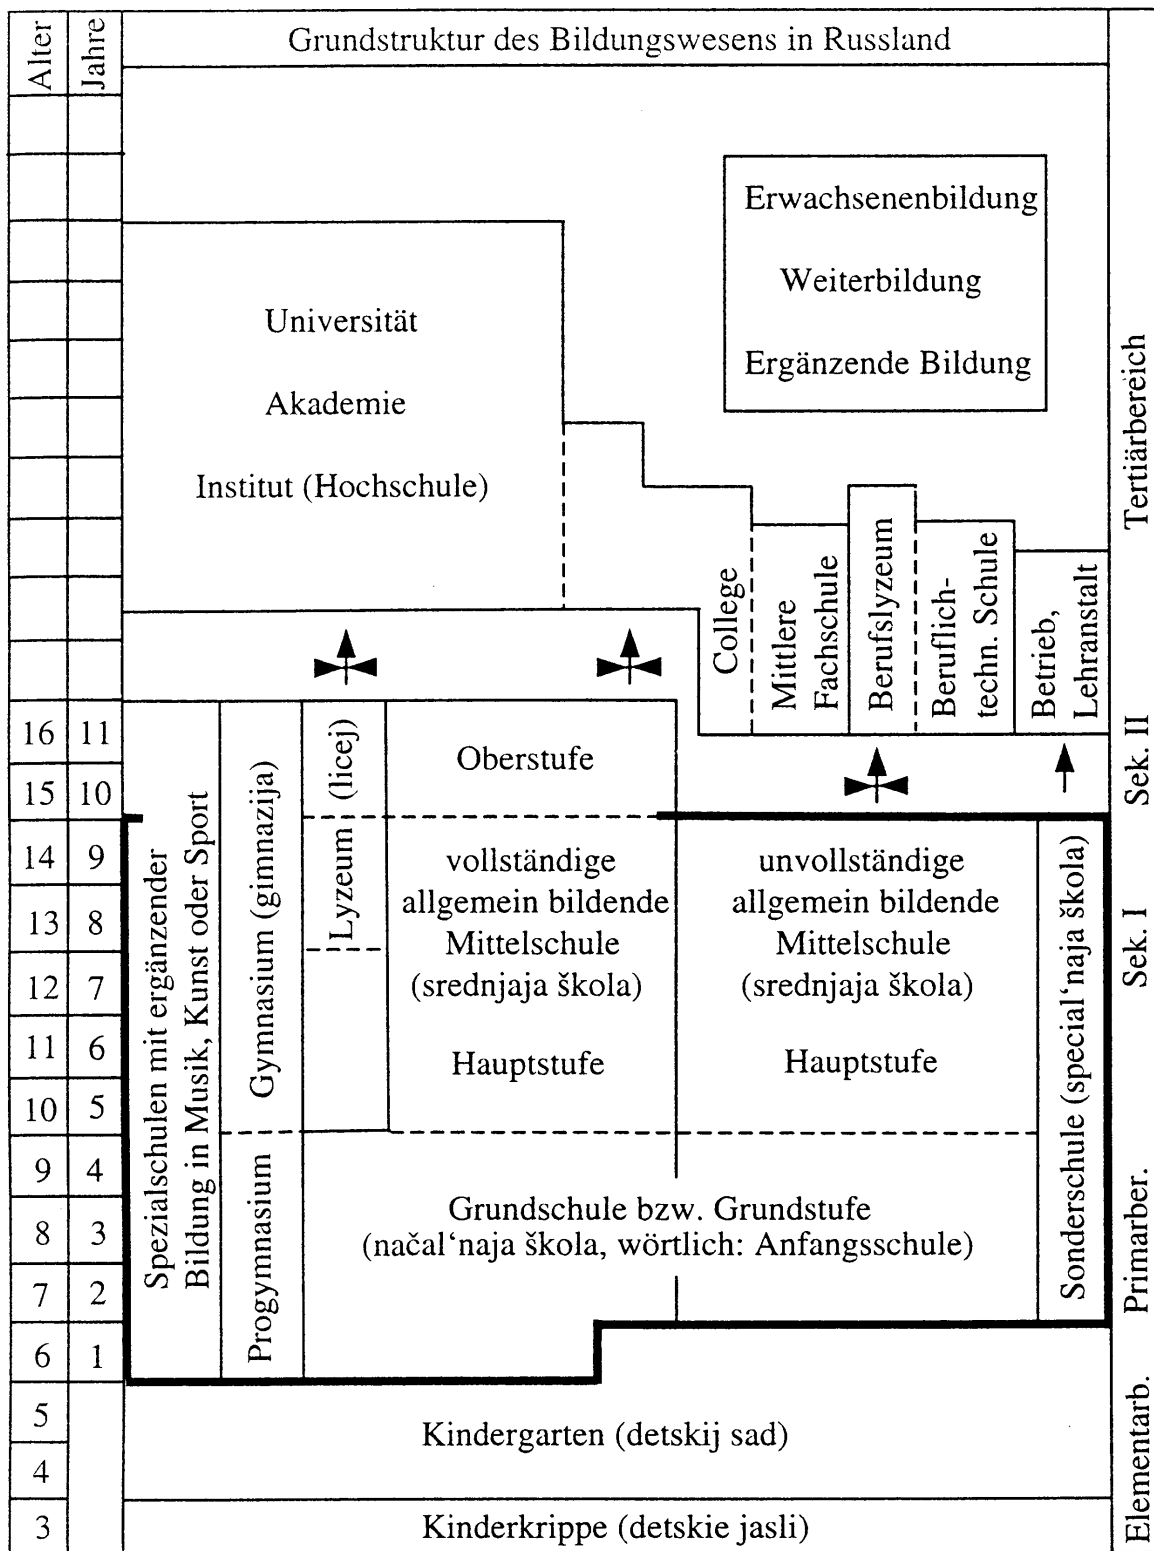 Alter
Jahre
Grundstruktur des Bildungswesens in Russland
Erwachsenenbildung
Weiterbildung
Ergänzende Bildung
Universität
Akademie
Institut (Hochschule)
College
Mittlere
Fachschule
Berufslyzeum
Beruflich-
techn. Schule
Betrieb,
Lehranstalt
Tertiärbereich
16 11
15 10
14 9
13 8
12 7
11 6
10 5
9 4
8 3
7 2
6 1
5
4
3
Spezialschulen mit ergänzender
Bildung in Musik, Kunst oder Sport
Gymnasium (gimnazija)
Progymnasium
Lyzeum (licej)
Oberstufe
vollständige
allgemein bildende
Mittelschule
(srednjaja škola)
Hauptstufe
unvollständige
allgemein bildende
Mittelschule
(srednjaja škola)
Hauptstufe
Sonderschule (special‘naja škola)
Grundschule bzw. Grundstufe
(načal‘naja škola, wörtlich: Anfangsschule)
Kindergarten (detskij sad)
Kinderkrippe (detskie jasli)
Sek. II
Sek. I
Primarber.
Elementarb.